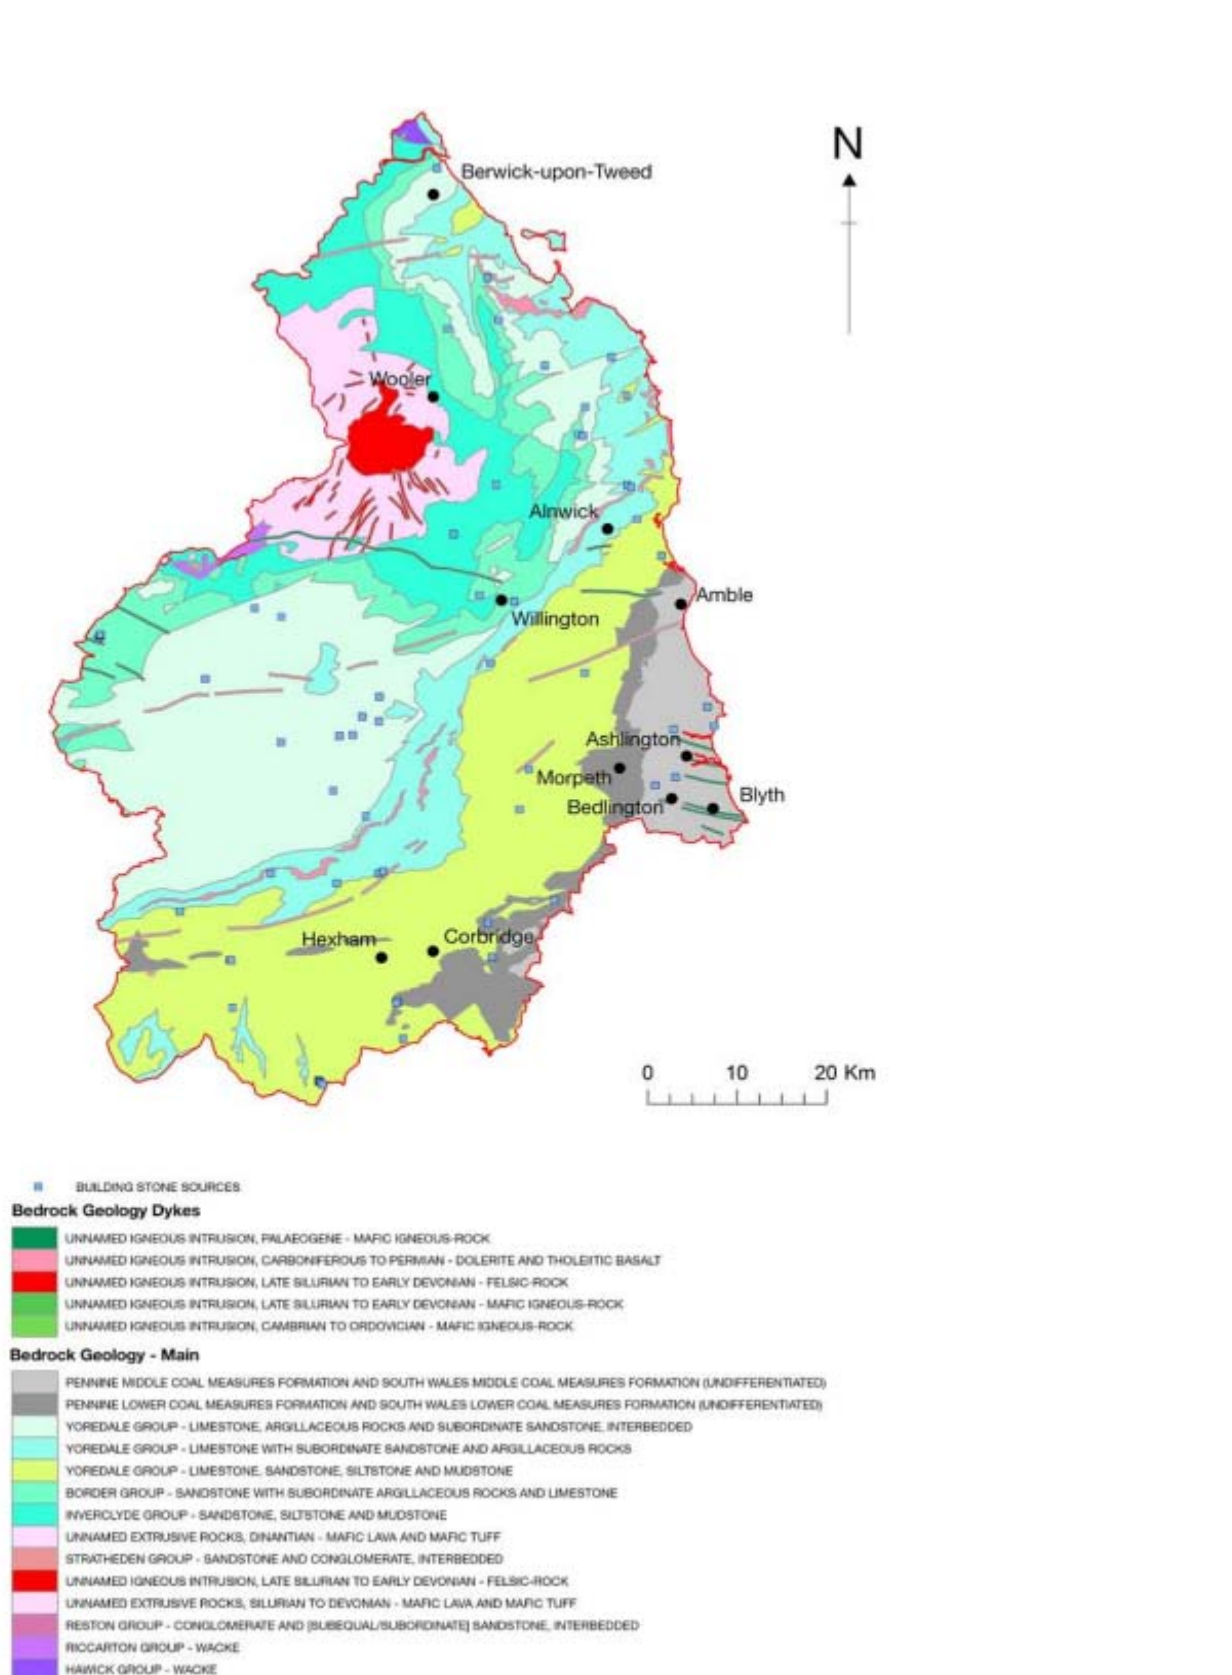 N
Berwick-upon-Tweed
Wooler
Alnwick
Amble
Willington
Ashlington
Morpeth
Bedlington
Blyth
Hexham
Corbridge
0 10 20 Km
BUILDING STONE SOURCES
Bedrock Geology Dykes
UNNAMED IGNEOUS INTRUSION, PALAEOGENE - MAFIC IGNEOUS-ROCK
UNNAMED IGNEOUS INTRUSION, CARBONIFEROUS TO PERMIAN - DOLERITE AND THOLEIITIC BASALT
UNNAMED IGNEOUS INTRUSION, LATE SILURIAN TO EARLY DEVONIAN - FELSIC-ROCK
UNNAMED IGNEOUS INTRUSION, LATE SILURIAN TO EARLY DEVONIAN - MAFIC IGNEOUS-ROCK
UNNAMED IGNEOUS INTRUSION, CAMBRIAN TO ORDOVICIAN - MAFIC IGNEOUS-ROCK
Bedrock Geology - Main
PENNINE MIDDLE COAL MEASURES FORMATION AND SOUTH WALES MIDDLE COAL MEASURES FORMATION (UNDIFFERENTIATED)
PENNINE LOWER COAL MEASURES FORMATION AND SOUTH WALES LOWER COAL MEASURES FORMATION (UNDIFFERENTIATED)
YOREDALE GROUP - LIMESTONE, ARGILLACEOUS ROCKS AND SUBORDINATE SANDSTONE, INTERBEDDED
YOREDALE GROUP - LIMESTONE WITH SUBORDINATE SANDSTONE AND ARGILLACEOUS ROCKS
YOREDALE GROUP - LIMESTONE, SANDSTONE, SILTSTONE AND MUDSTONE
BORDER GROUP - SANDSTONE WITH SUBORDINATE ARGILLACEOUS ROCKS AND LIMESTONE
INVERCLYDE GROUP - SANDSTONE, SILTSTONE AND MUDSTONE
UNNAMED EXTRUSIVE ROCKS, DINANTIAN - MAFIC LAVA AND MAFIC TUFF
STRATHEDEN GROUP - SANDSTONE AND CONGLOMERATE, INTERBEDDED
UNNAMED IGNEOUS INTRUSION, LATE SILURIAN TO EARLY DEVONIAN - FELSIC-ROCK
UNNAMED EXTRUSIVE ROCKS, SILURIAN TO DEVONIAN - MAFIC LAVA AND MAFIC TUFF
RESTON GROUP - CONGLOMERATE AND [SUBEQUAL/SUBORDINATE] SANDSTONE, INTERBEDDED
RICCARTON GROUP - WACKE
HAWICK GROUP - WACKE